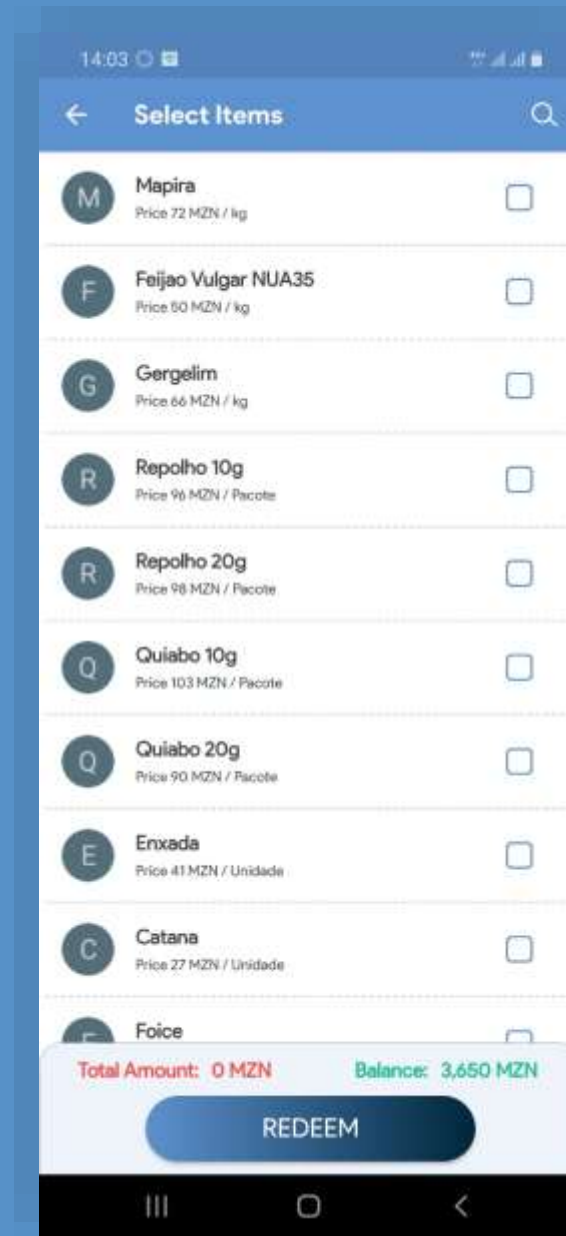 14:03
Select Items
M
Mapira
Price 72 MZN / kg
F
Feijao Vulgar NUA35
Price 50 MZN / kg
G
Gergelim
Price 66 MZN / kg
R
Repolho 10g
Price 96 MZN / Pacote
R
Repolho 20g
Price 98 MZN / Pacote
Q
Quiabo 10g
Price 103 MZN / Pacote
Q
Quiabo 20g
Price 90 MZN / Pacote
E
Enxada
Price 41 MZN / Unidade
C
Catana
Price 27 MZN / Unidade
F
Foice
Total Amount: 0 MZN Balance: 3,650 MZN
REDEEM